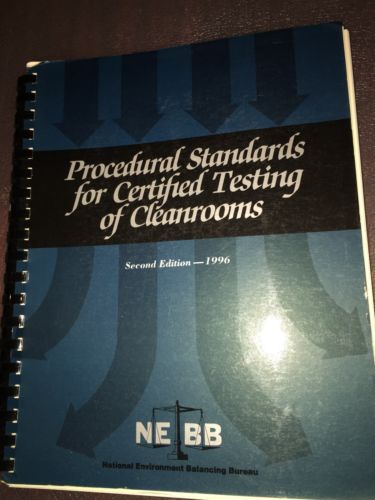 Procedural Standards
for Certified Testing
of Cleanrooms
Second Edition—1996
NEBB
National Environment Balancing Bureau